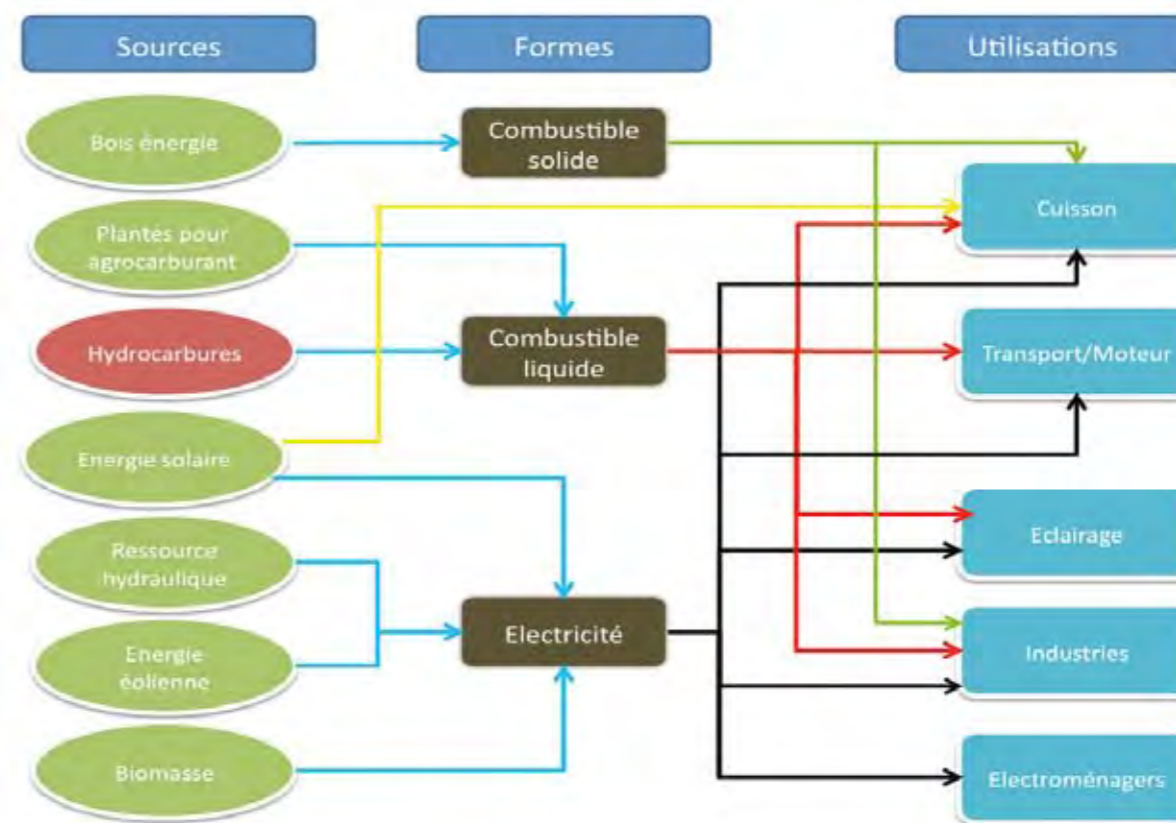 Sources
Formes
Utilisations
Bois énergie
Combustible
solide
Cuisson
Plantés pour
agrocarburant
Hydrocarbures
Combustible
liquide
Transport/Moteur
Energie solaire
Eclairage
Ressource
hydraulique
Electricité
Industries
Energie
éolienne
Biomasse
Electroménagers